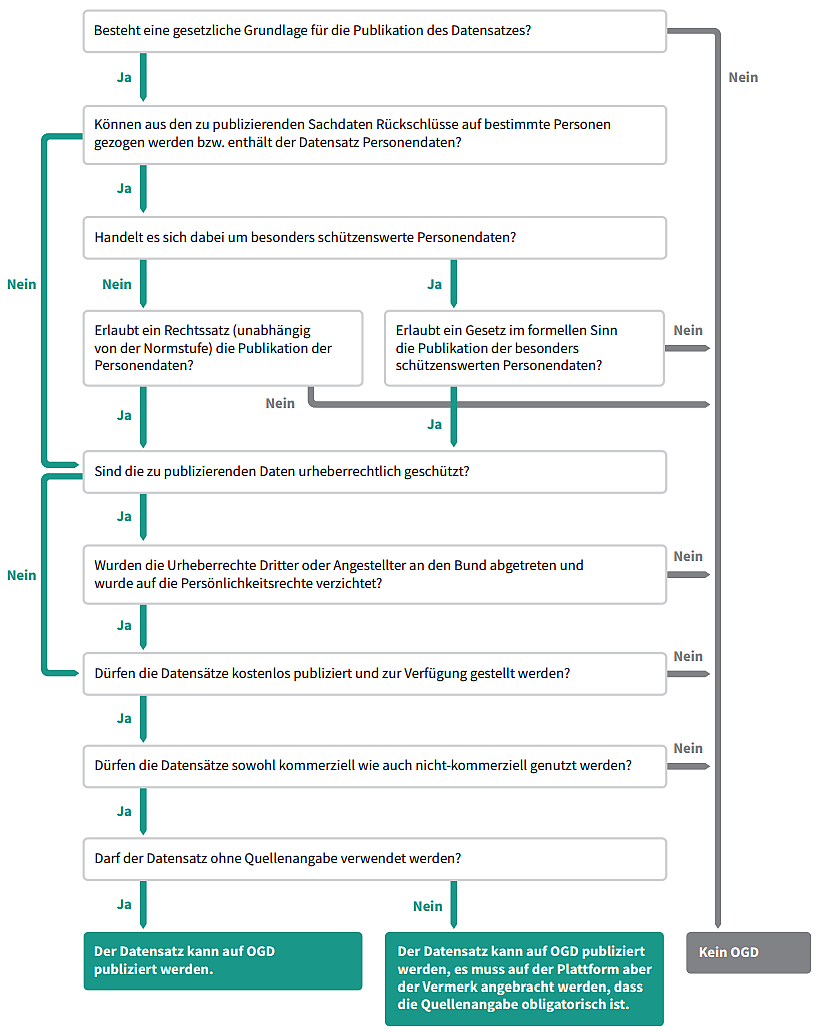 Besteht eine gesetzliche Grundlage für die Publikation des Datensatzes?
Ja
Nein
Können aus den zu publizierenden Sachdaten Rückschlüsse auf bestimmte Personen
gezogen werden bzw. enthält der Datensatz Personendaten?
Ja
Handelt es sich dabei um besonders schützenswerte Personendaten?
Nein
Nein
Ja
Erlaubt ein Rechtssatz (unabhängig
von der Normstufe) die Publikation der
Personendaten?
Erlaubt ein Gesetz im formellen Sinn
die Publikation der besonders
schützenswerten Personendaten?
Nein
Nein
Ja
Ja
Sind die zu publizierenden Daten urheberrechtlich geschützt?
Ja
Nein
Wurden die Urheberrechte Dritter oder Angestellter an den Bund abgetreten und
wurde auf die Persönlichkeitsrechte verzichtet?
Nein
Ja
Dürfen die Datensätze kostenlos publiziert und zur Verfügung gestellt werden?
Nein
Ja
Dürfen die Datensätze sowohl kommerziell wie auch nicht-kommerziell genutzt werden?
Nein
Ja
Darf der Datensatz ohne Quellenangabe verwendet werden?
Ja
Nein
Der Datensatz kann auf OGD
publiziert werden.
Der Datensatz kann auf OGD publiziert
werden, es muss auf der Plattform aber
der Vermerk angebracht werden, dass
die Quellenangabe obligatorisch ist.
Kein OGD